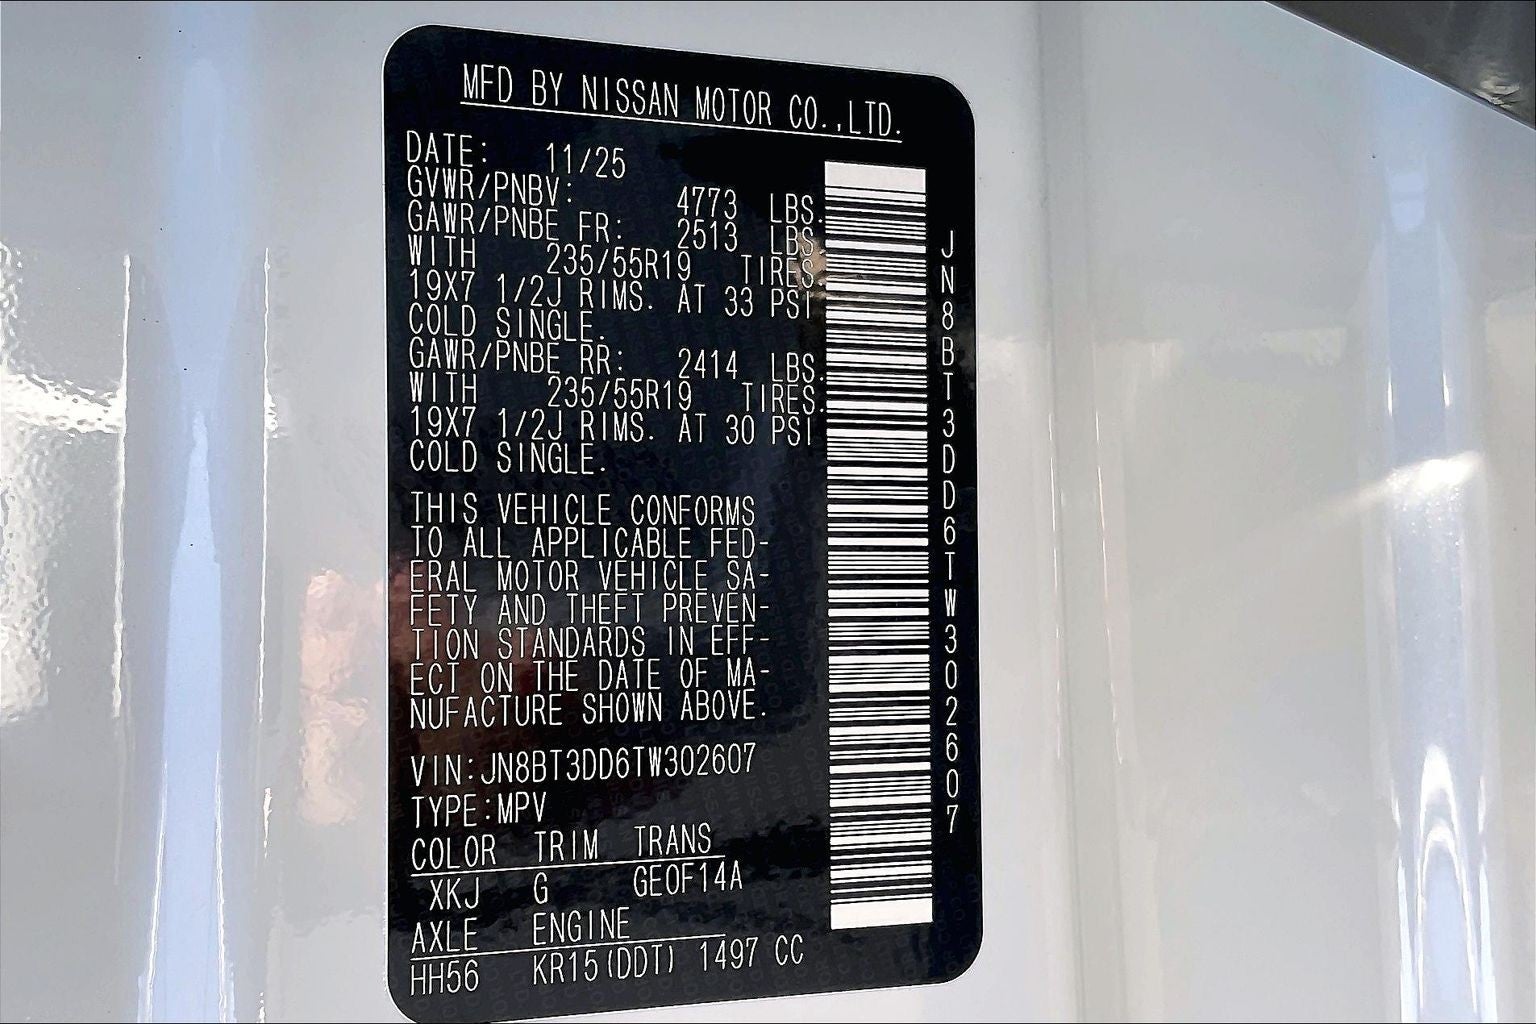 MFD BY NISSAN MOTOR CO.,LTD.
DATE: 11/25
GVWR/PNBV: 4773 LBS.
GAWR/PNBE FR: 2513 LBS.
WITH 235/55R19 TIRES.
19X7 1/2J RIMS. AT 33 PSI
COLD SINGLE.
GAWR/PNBE RR: 2414 LBS.
WITH 235/55R19 TIRES.
19X7 1/2J RIMS. AT 30 PSI
COLD SINGLE.
THIS VEHICLE CONFORMS
TO ALL APPLICABLE FED-
ERAL MOTOR VEHICLE SA-
FETY AND THEFT PREVEN-
TION STANDARDS IN EFF-
ECT ON THE DATE OF MA-
NUFACTURE SHOWN ABOVE.
VIN:JN8BT3DD6TW302607
TYPE:MPV
COLOR TRIM TRANS
XKJ G GE0F14A
AXLE ENGINE
HH56 KR15(DDT) 1497 CC
JN8BT3DD6TW302607